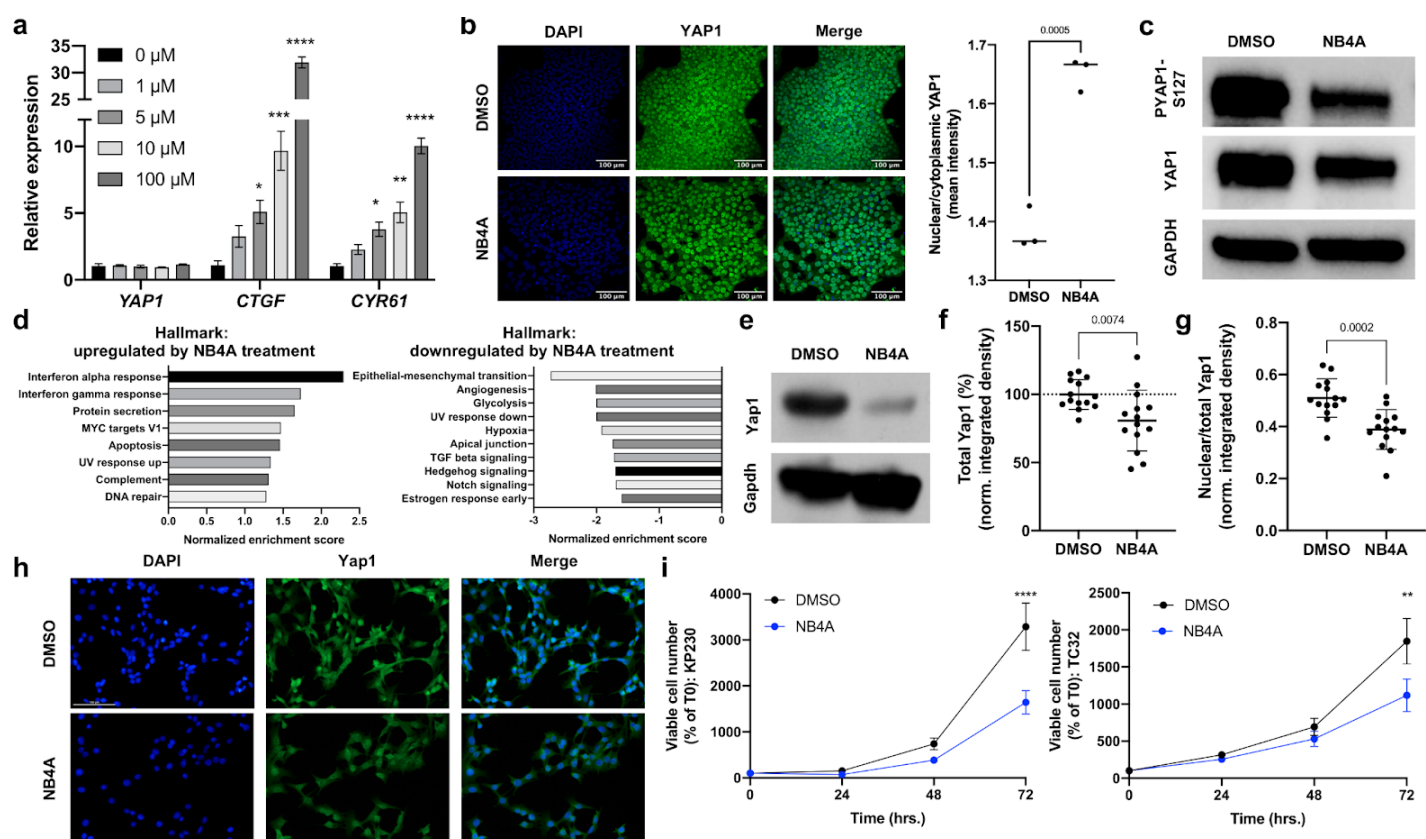 a
Relative expression
35
30
25
10
5
0
0 µM
1 µM
5 µM
10 µM
100 µM
* *** ****
* ** ****
YAP1 CTGF CYR61
b
DAPI YAP1 Merge
DMSO
100 µm 100 µm 100 µm
NB4A
100 µm 100 µm 100 µm
Nuclear/cytoplasmic YAP1
(mean intensity)
0.0005
1.7
1.6
1.5
1.4
1.3
DMSO NB4A
c
DMSO NB4A
PYAP1-
S127
YAP1
GAPDH
d
Hallmark:
upregulated by NB4A treatment
Interferon alpha response
Interferon gamma response
Protein secretion
MYC targets V1
Apoptosis
UV response up
Complement
DNA repair
0.0 0.5 1.0 1.5 2.0 2.5
Normalized enrichment score
Hallmark:
downregulated by NB4A treatment
Epithelial-mesenchymal transition
Angiogenesis
Glycolysis
UV response down
Hypoxia
Apical junction
TGF beta signaling
Hedgehog signaling
Notch signaling
Estrogen response early
-3 -2 -1 0
Normalized enrichment score
e
DMSO NB4A
Yap1
Gapdh
f
Total Yap1 (%)
(norm. integrated density)
0.0074
150
100
50
0
DMSO NB4A
g
Nuclear/total Yap1
(norm. integrated density)
0.0002
0.8
0.6
0.4
0.2
0.0
DMSO NB4A
h
DAPI Yap1 Merge
DMSO
NB4A
i
Viable cell number
(% of T0): KP230
4000
3000
2000
1000
0
DMSO
NB4A
****
0 24 48 72
Time (hrs.)
Viable cell number
(% of T0): TC32
2500
2000
1500
1000
500
0
DMSO
NB4A
**
0 24 48 72
Time (hrs.)